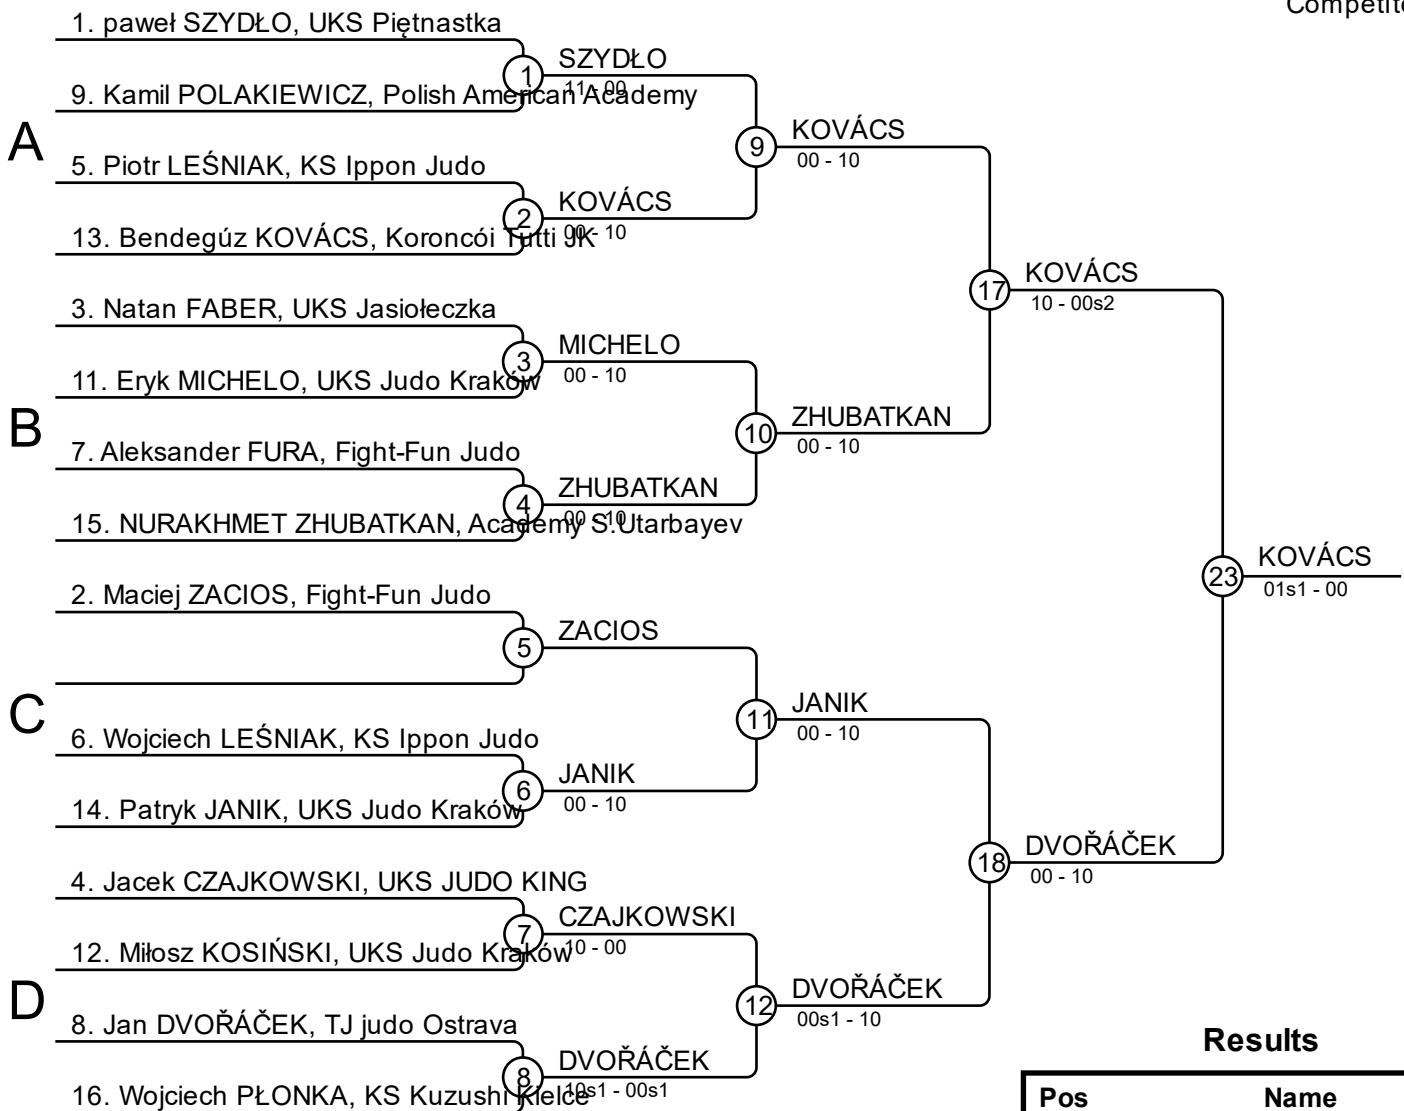 Competito
1. paweł SZYDŁO, UKS Piętnastka
1
SZYDŁO
11 - 00
9. Kamil POLAKIEWICZ, Polish American Academy
A
9
KOVÁCS
00 - 10
5. Piotr LEŚNIAK, KS Ippon Judo
2
KOVÁCS
00 - 10
13. Bendegúz KOVÁCS, Koroncói Tutti JK
17
KOVÁCS
10 - 00s2
3. Natan FABER, UKS Jasiołeczka
3
MICHELO
00 - 10
11. Eryk MICHELO, UKS Judo Kraków
B
10
ZHUBATKAN
00 - 10
7. Aleksander FURA, Fight-Fun Judo
4
ZHUBATKAN
00 - 10
15. NURAKHMET ZHUBATKAN, Academy S.Utarbayev
23
KOVÁCS
01s1 - 00
2. Maciej ZACIOS, Fight-Fun Judo
5
ZACIOS
C
11
JANIK
00 - 10
6. Wojciech LEŚNIAK, KS Ippon Judo
6
JANIK
00 - 10
14. Patryk JANIK, UKS Judo Kraków
18
DVOŘÁČEK
00 - 10
4. Jacek CZAJKOWSKI, UKS JUDO KING
7
CZAJKOWSKI
10 - 00
12. Miłosz KOSIŃSKI, UKS Judo Kraków
D
12
DVOŘÁČEK
00s1 - 10
8. Jan DVOŘÁČEK, TJ judo Ostrava
8
DVOŘÁČEK
10s1 - 00s1
16. Wojciech PŁONKA, KS Kuzushi Kielce
Results
Pos Name